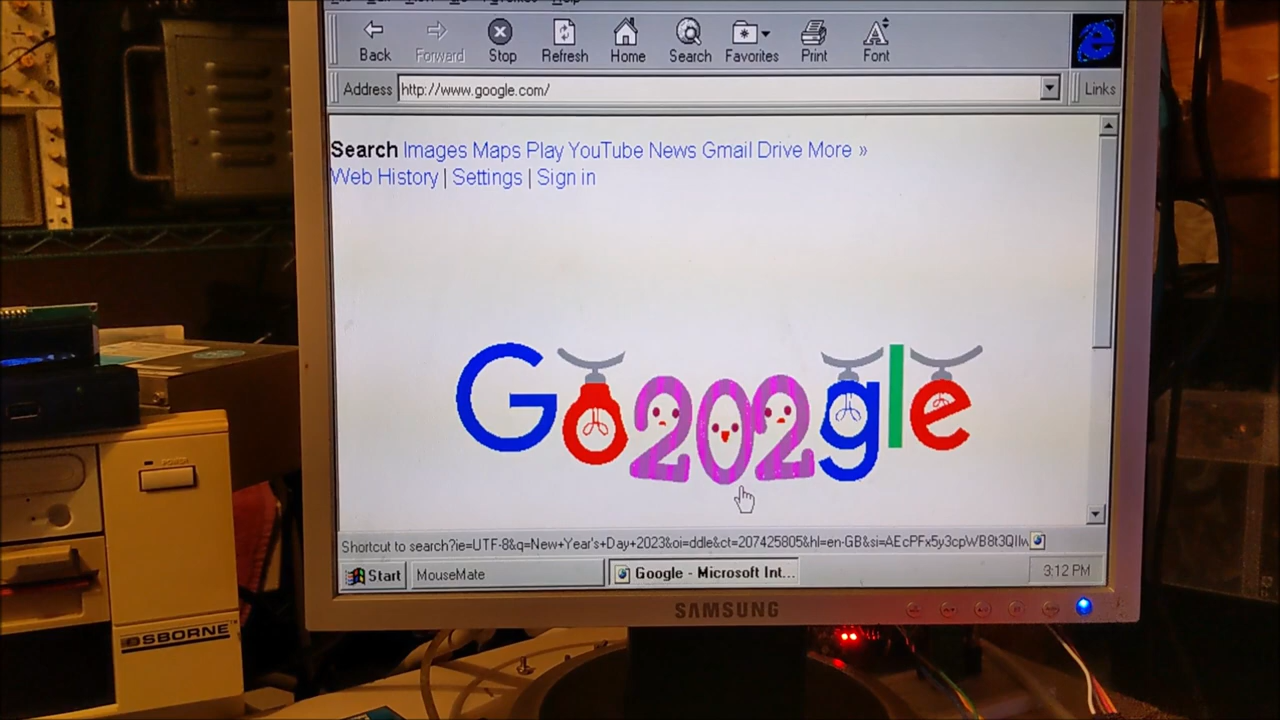 Back Forward Stop Refresh Home Search Favorites Print Font
Address http://www.google.com/ Links
Search Images Maps Play YouTube News Gmail Drive More »
Web History | Settings | Sign in
Go202gle
Shortcut to search?ie=UTF-8&q=New+Year's+Day+2023&oi=ddle&ct=207425805&hl=en-GB&si=AEcPFx5y3cpWB8t3QIIw
Start MouseMate Google - Microsoft Int... 3:12 PM
SAMSUNG
POWER
OSBORNE